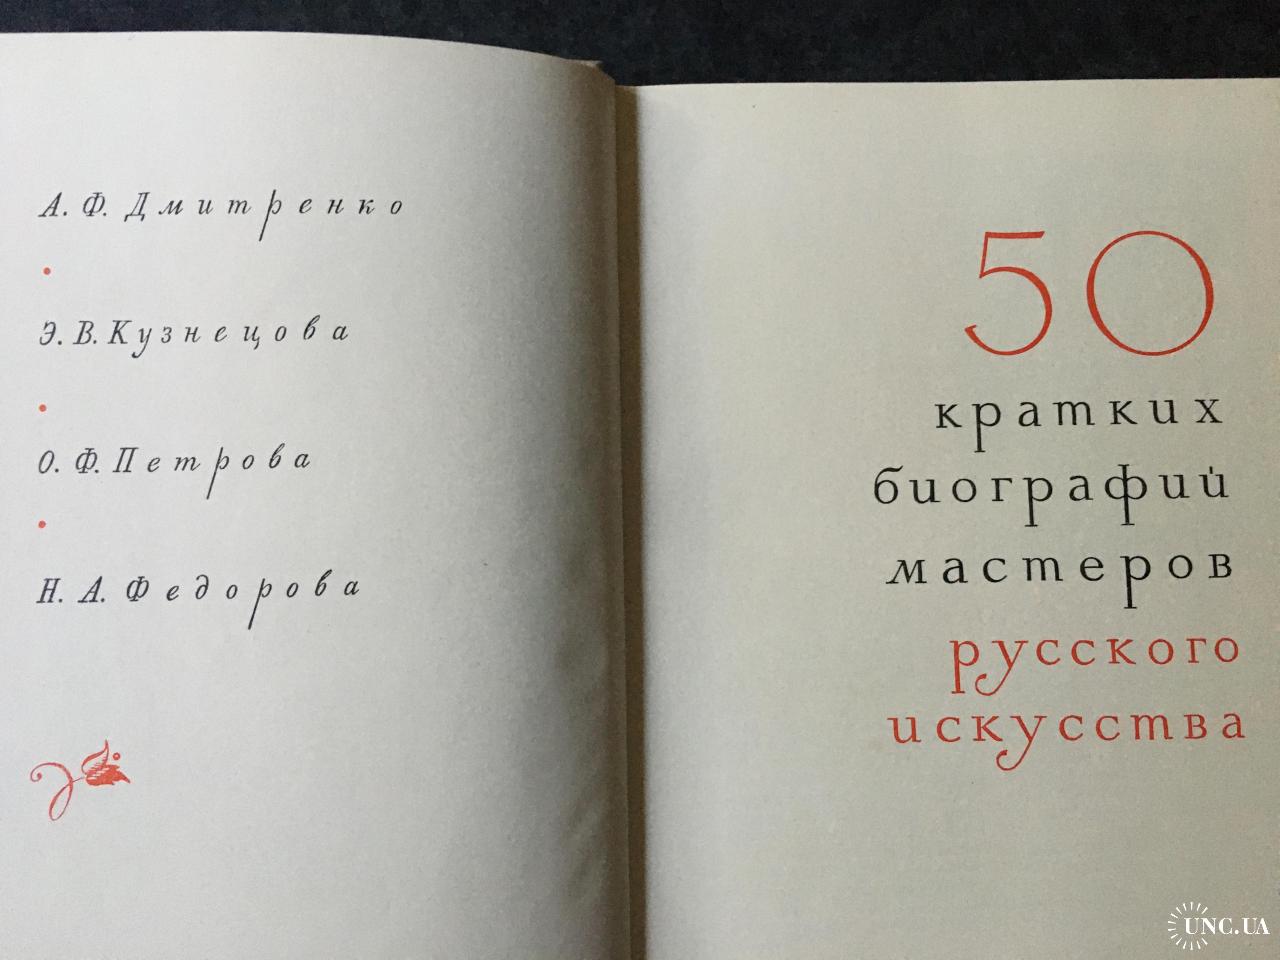 А. Ф. Дмитренко
Э. В. Кузнецова
О. Ф. Петрова
Н. А. Федорова
50
кратких
биографий
мастеров
русского
искусства
UNC.UA